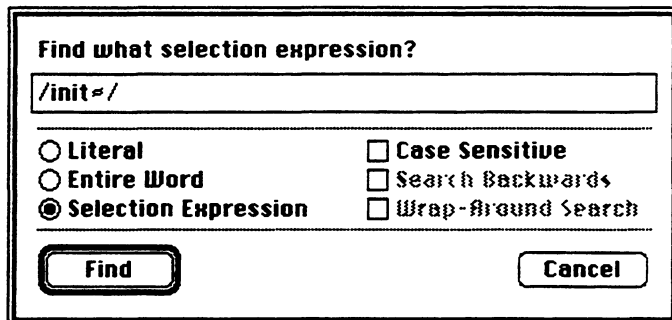 Find what selection expression?
/init≈/
Literal
Case Sensitive
Entire Word
Search Backwards
Selection Expression
Wrap-Around Search
Find
Cancel